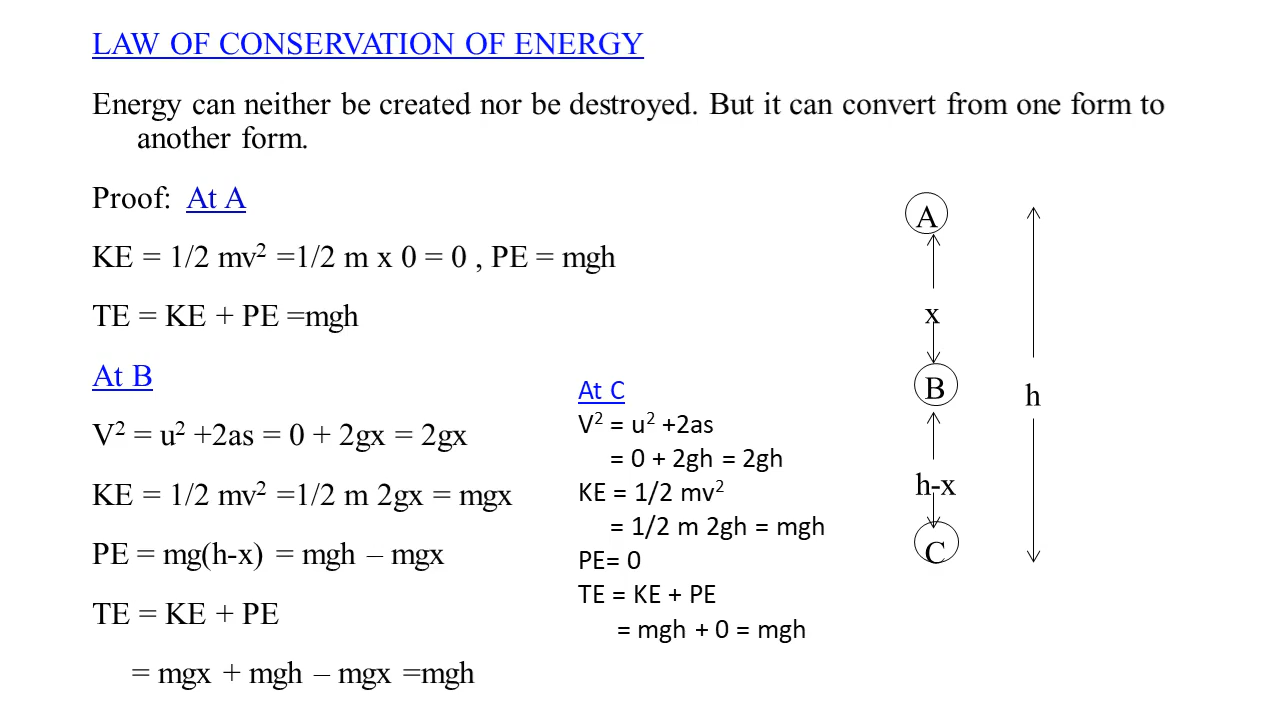 LAW OF CONSERVATION OF ENERGY
Energy can neither be created nor be destroyed. But it can convert from one form to
another form.
Proof: At A
KE = 1/2 mv² =1/2 m x 0 = 0 , PE = mgh
TE = KE + PE =mgh
At B
V² = u² +2as = 0 + 2gx = 2gx
KE = 1/2 mv² =1/2 m 2gx = mgx
PE = mg(h-x) = mgh – mgx
TE = KE + PE
= mgx + mgh – mgx =mgh
At C
V² = u² +2as
= 0 + 2gh = 2gh
KE = 1/2 mv²
= 1/2 m 2gh = mgh
PE= 0
TE = KE + PE
= mgh + 0 = mgh
A
x
B
h
h-x
C